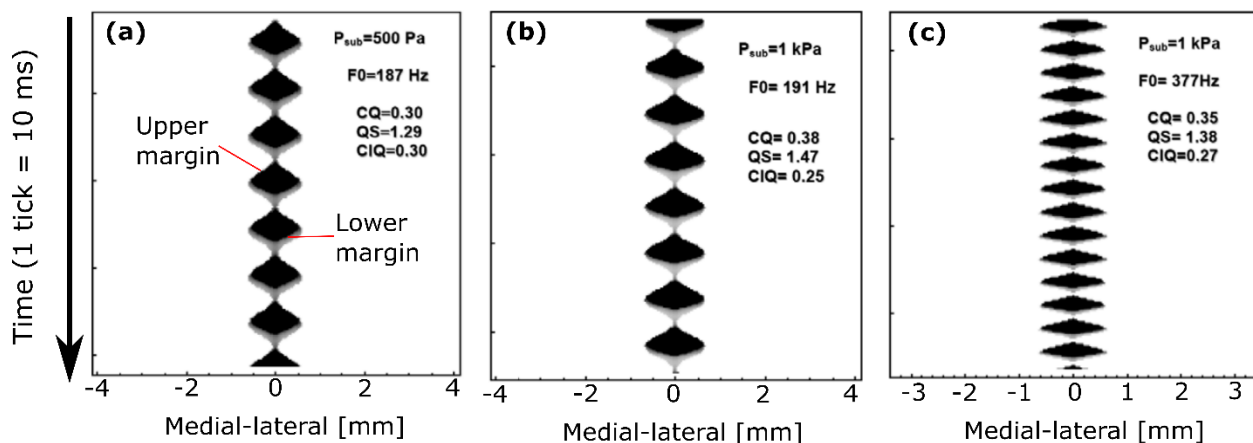 Time (1 tick = 10 ms)
(a)
P_sub=500 Pa
F0=187 Hz
CQ=0.30
QS=1.29
ClQ=0.30
Upper
margin
Lower
margin
-4 -2 0 2 4
Medial-lateral [mm]
(b)
P_sub=1 kPa
F0= 191 Hz
CQ= 0.38
QS= 1.47
ClQ= 0.25
-4 -2 0 2 4
Medial-lateral [mm]
(c)
P_sub=1 kPa
F0= 377Hz
CQ= 0.35
QS= 1.38
ClQ=0.27
-3 -2 -1 0 1 2 3
Medial-lateral [mm]